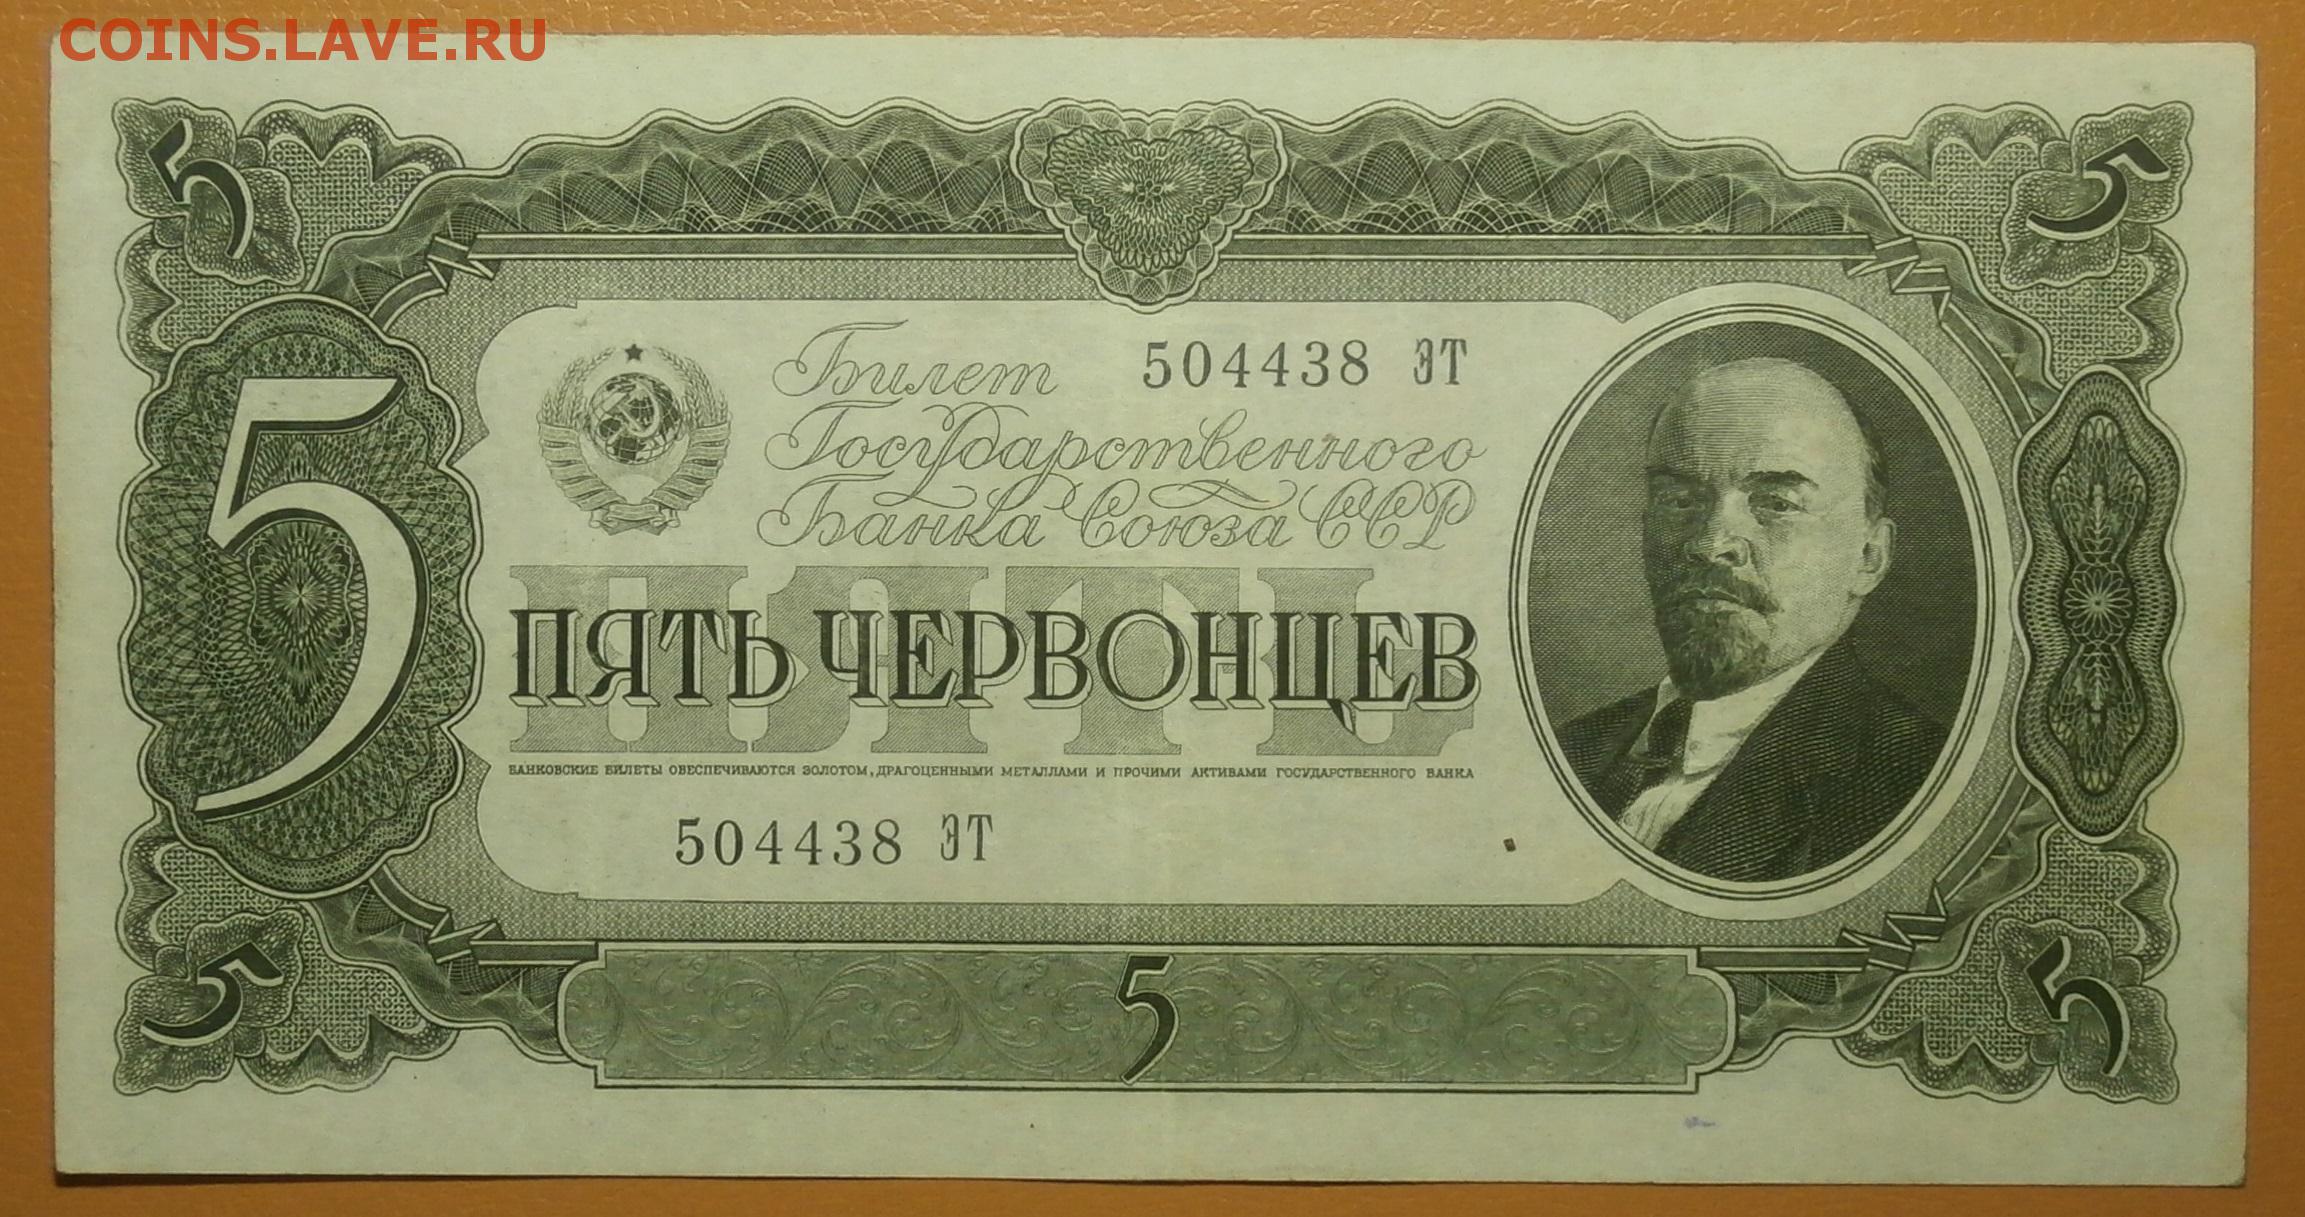 COINS.LAVE.RU
5 5
Билет 504438 ЭТ
Государственного
Банка Союза ССР
5
ПЯТЬ
ПЯТЬ ЧЕРВОНЦЕВ
БАНКОВСКИЕ БИЛЕТЫ ОБЕСПЕЧИВАЮТСЯ ЗОЛОТОМ, ДРАГОЦЕННЫМИ МЕТАЛЛАМИ И ПРОЧИМИ АКТИВАМИ ГОСУДАРСТВЕННОГО БАНКА
504438 ЭТ
5 5 5